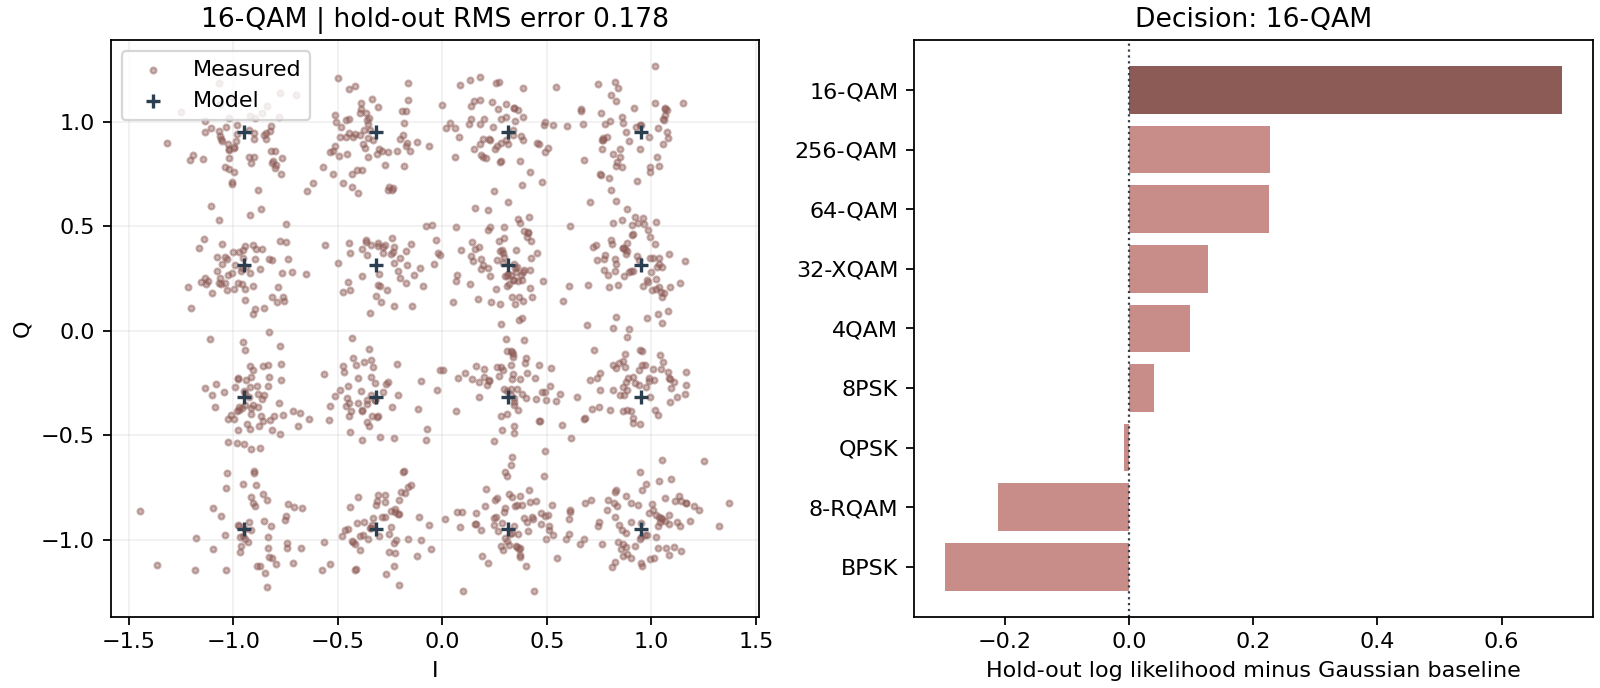 16-QAM | hold-out RMS error 0.178
Measured
Model
1.0
0.5
0.0
−0.5
−1.0
Q
−1.5
−1.0
−0.5
0.0
0.5
1.0
1.5
I
Decision: 16-QAM
16-QAM
256-QAM
64-QAM
32-XQAM
4QAM
8PSK
QPSK
8-RQAM
BPSK
−0.2
0.0
0.2
0.4
0.6
Hold-out log likelihood minus Gaussian baseline